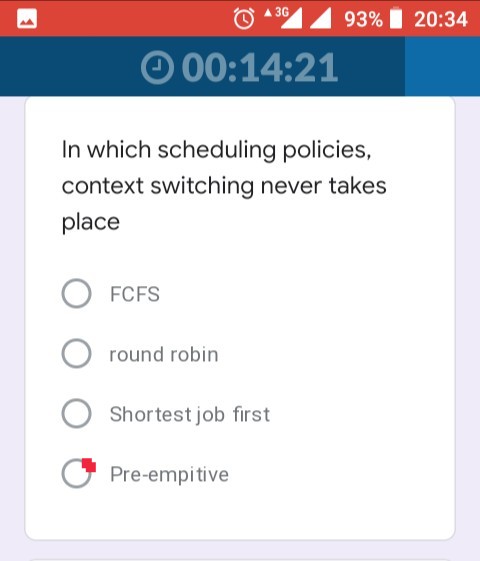 3G 93% 20:34
00:14:21
In which scheduling policies,
context switching never takes
place
FCFS
round robin
Shortest job first
Pre-empitive